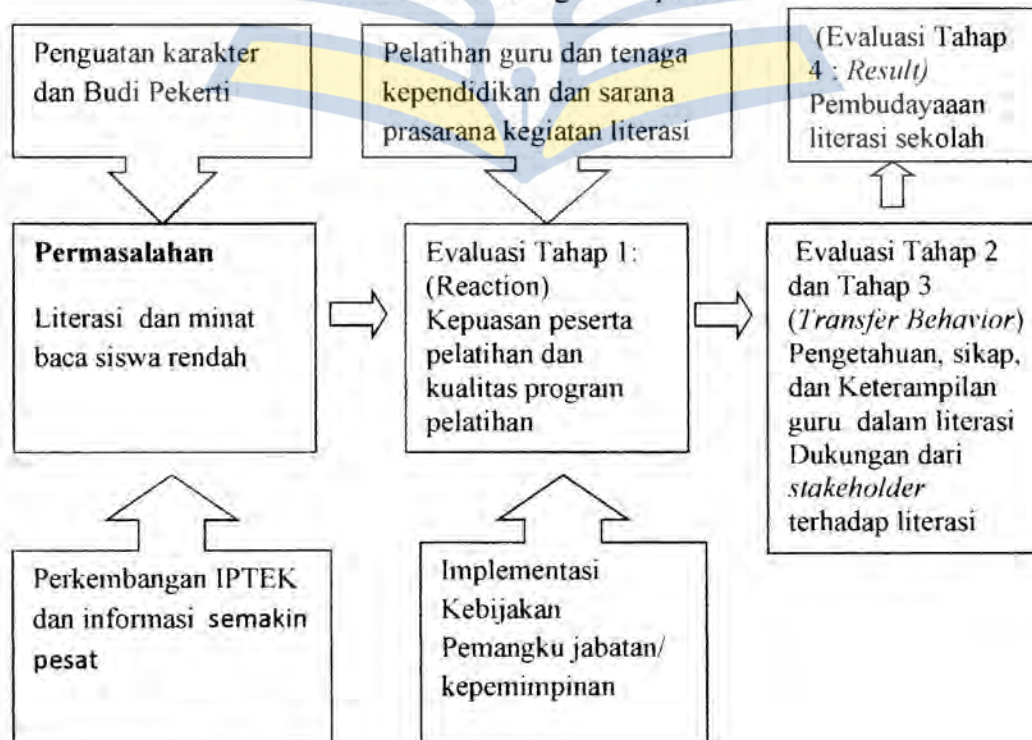 Penguatan karakter
dan Budi Pekerti
Pelatihan guru dan tenaga
kependidikan dan sarana
prasarana kegiatan literasi
(Evaluasi Tahap
4 : Result)
Pembudayaaan
literasi sekolah
Permasalahan
Literasi dan minat
baca siswa rendah
Evaluasi Tahap 1:
(Reaction)
Kepuasan peserta
pelatihan dan
kualitas program
pelatihan
Evaluasi Tahap 2
dan Tahap 3
(Transfer Behavior)
Pengetahuan, sikap,
dan Keterampilan
guru dalam literasi
Dukungan dari
stakeholder
terhadap literasi
Perkembangan IPTEK
dan informasi semakin
pesat
Implementasi
Kebijakan
Pemangku jabatan/
kepemimpinan